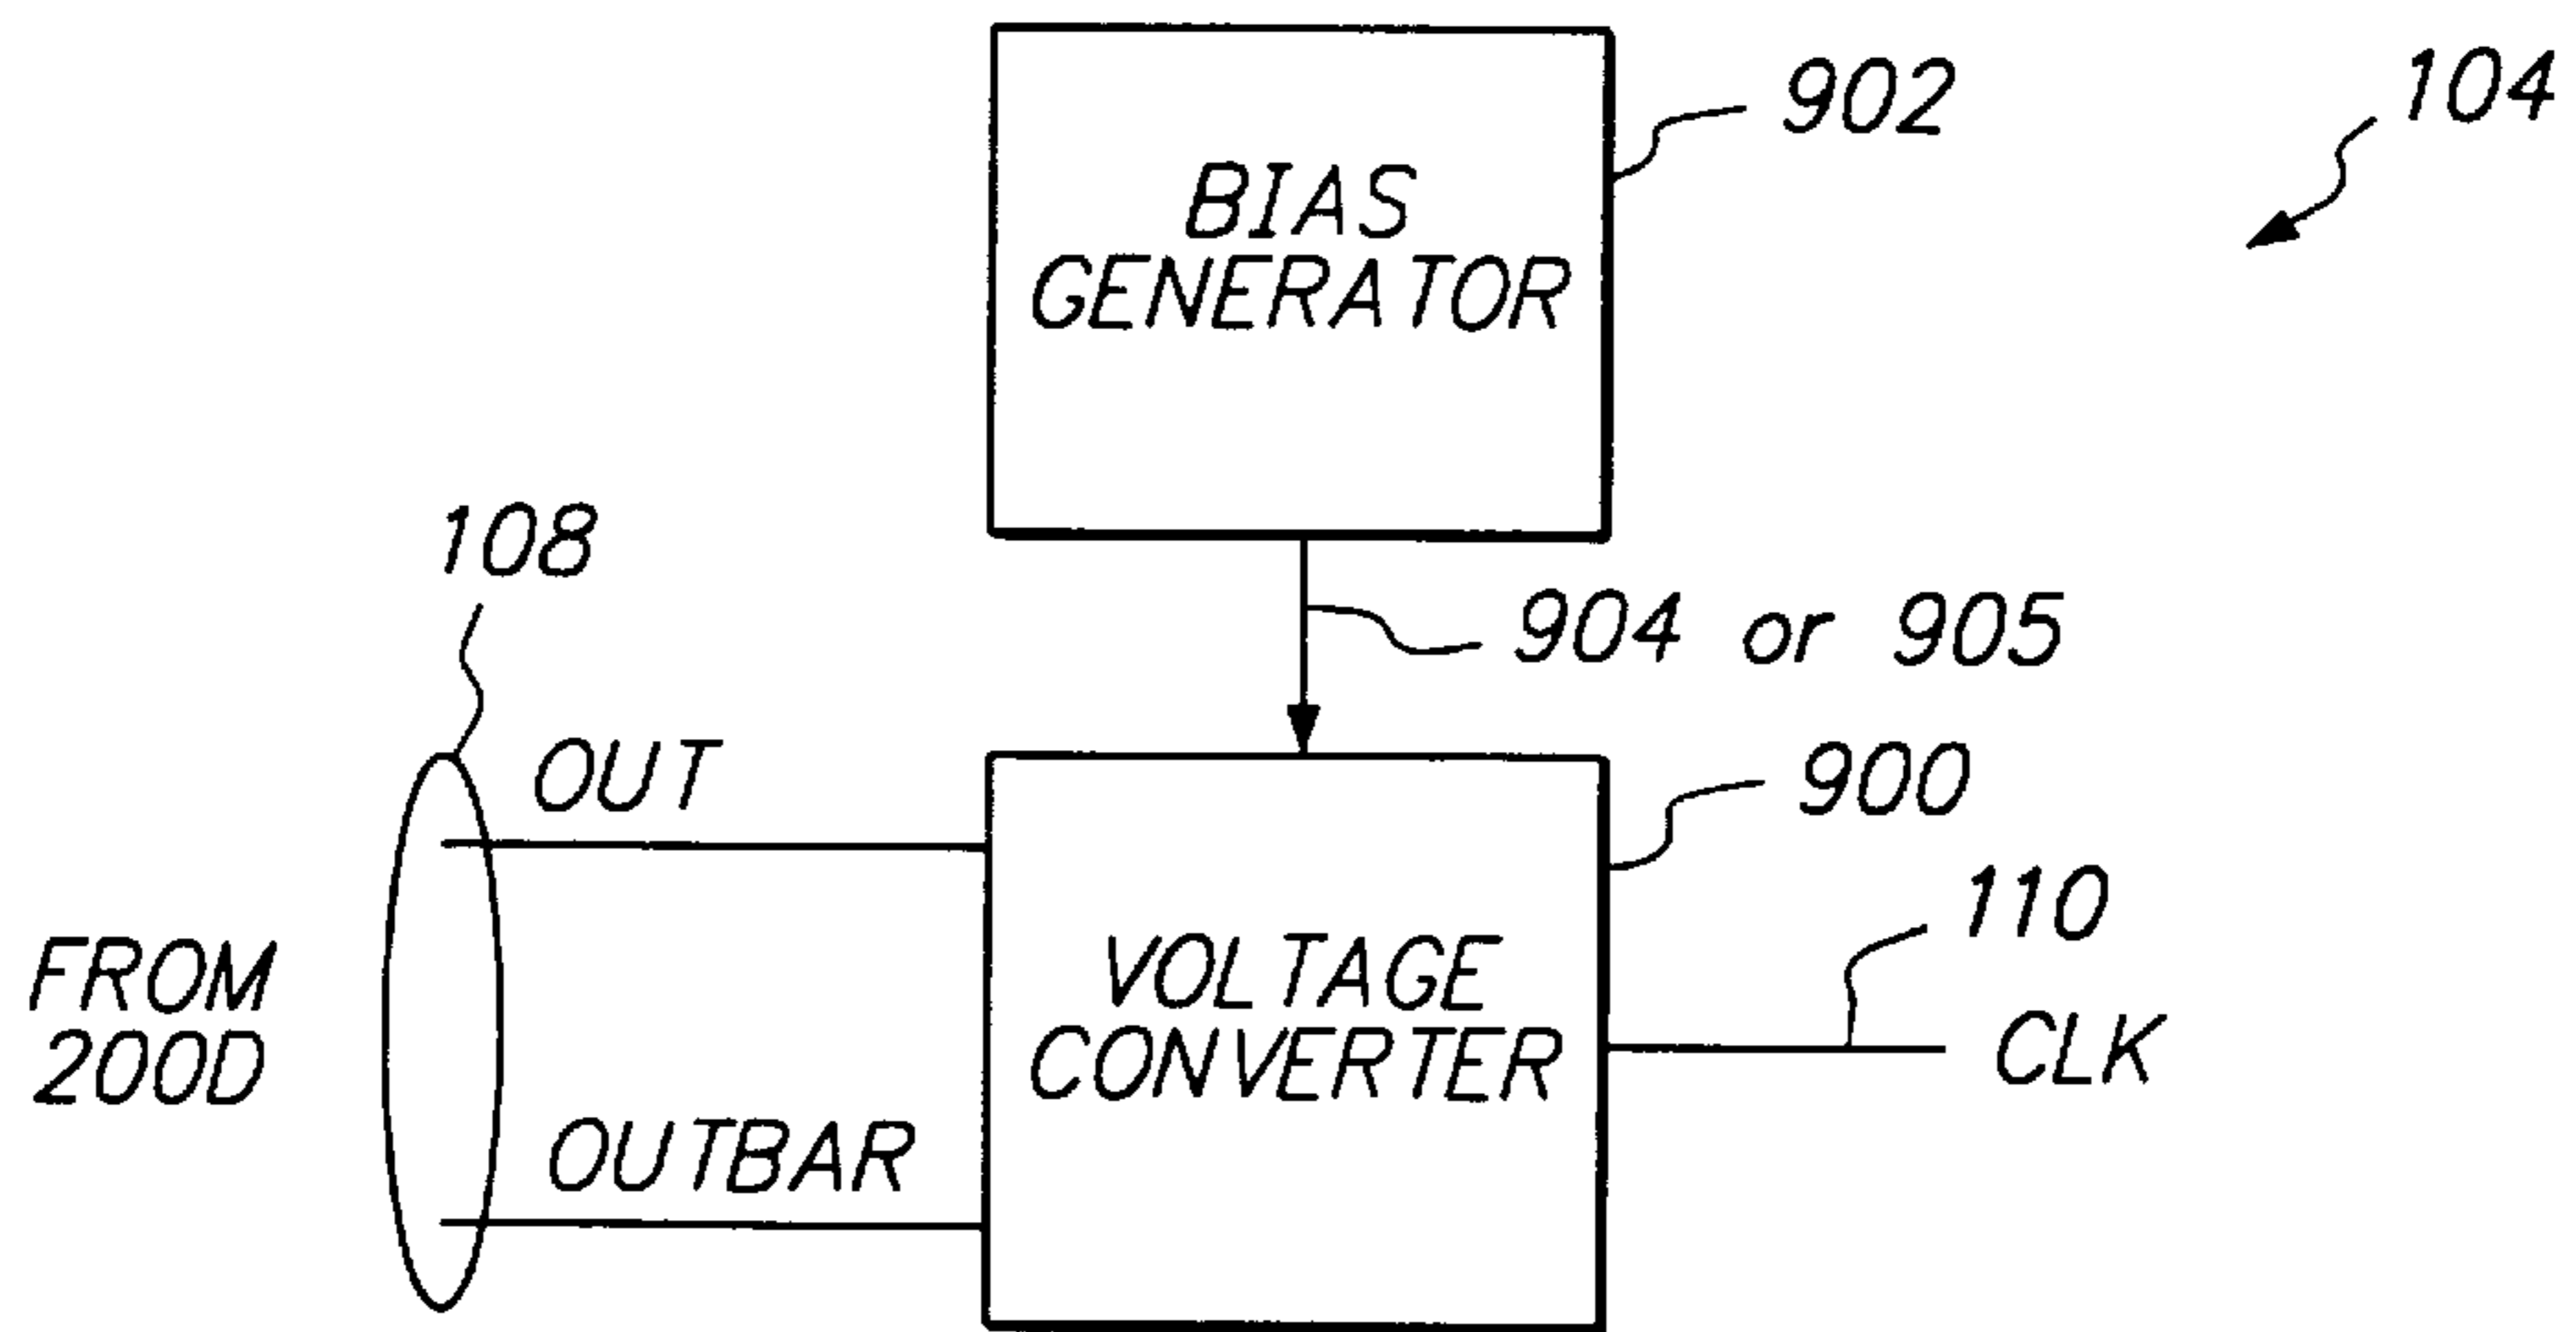 104
902
BIAS
GENERATOR
108
904 or 905
OUT
900
110
VOLTAGE
CONVERTER
CLK
FROM
200D
OUTBAR